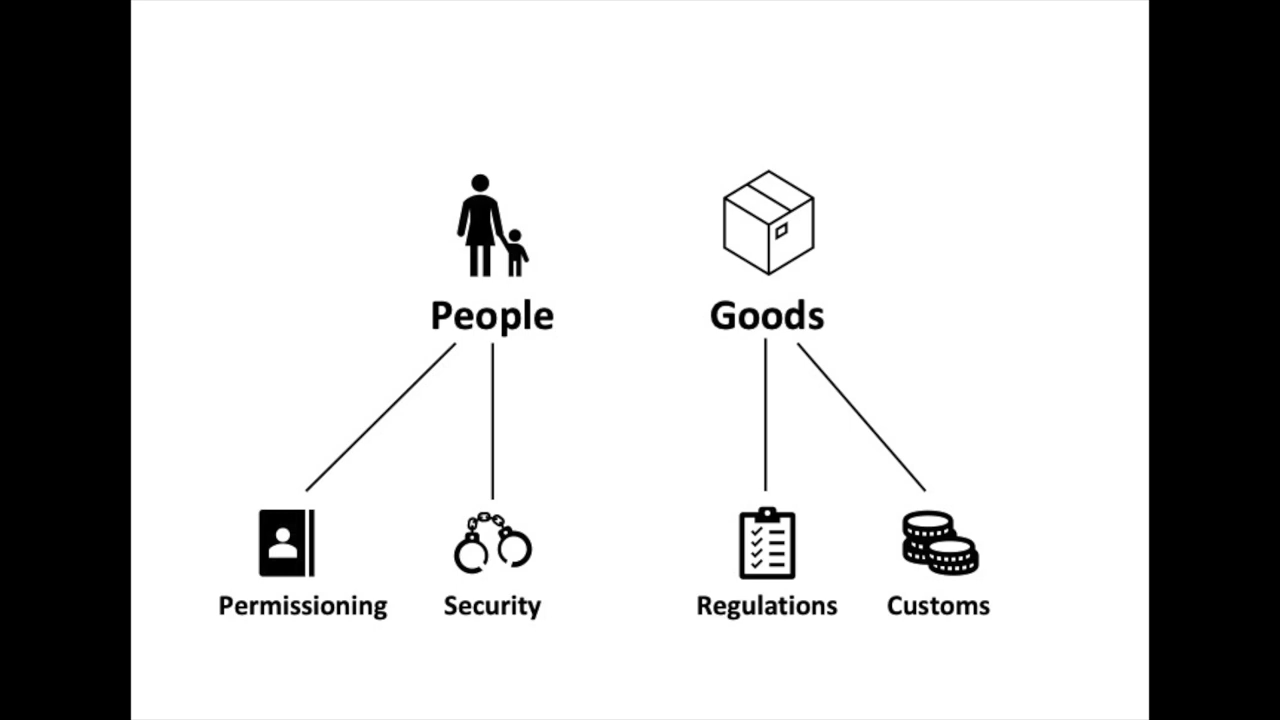 People
Goods
Permissioning
Security
Regulations
Customs